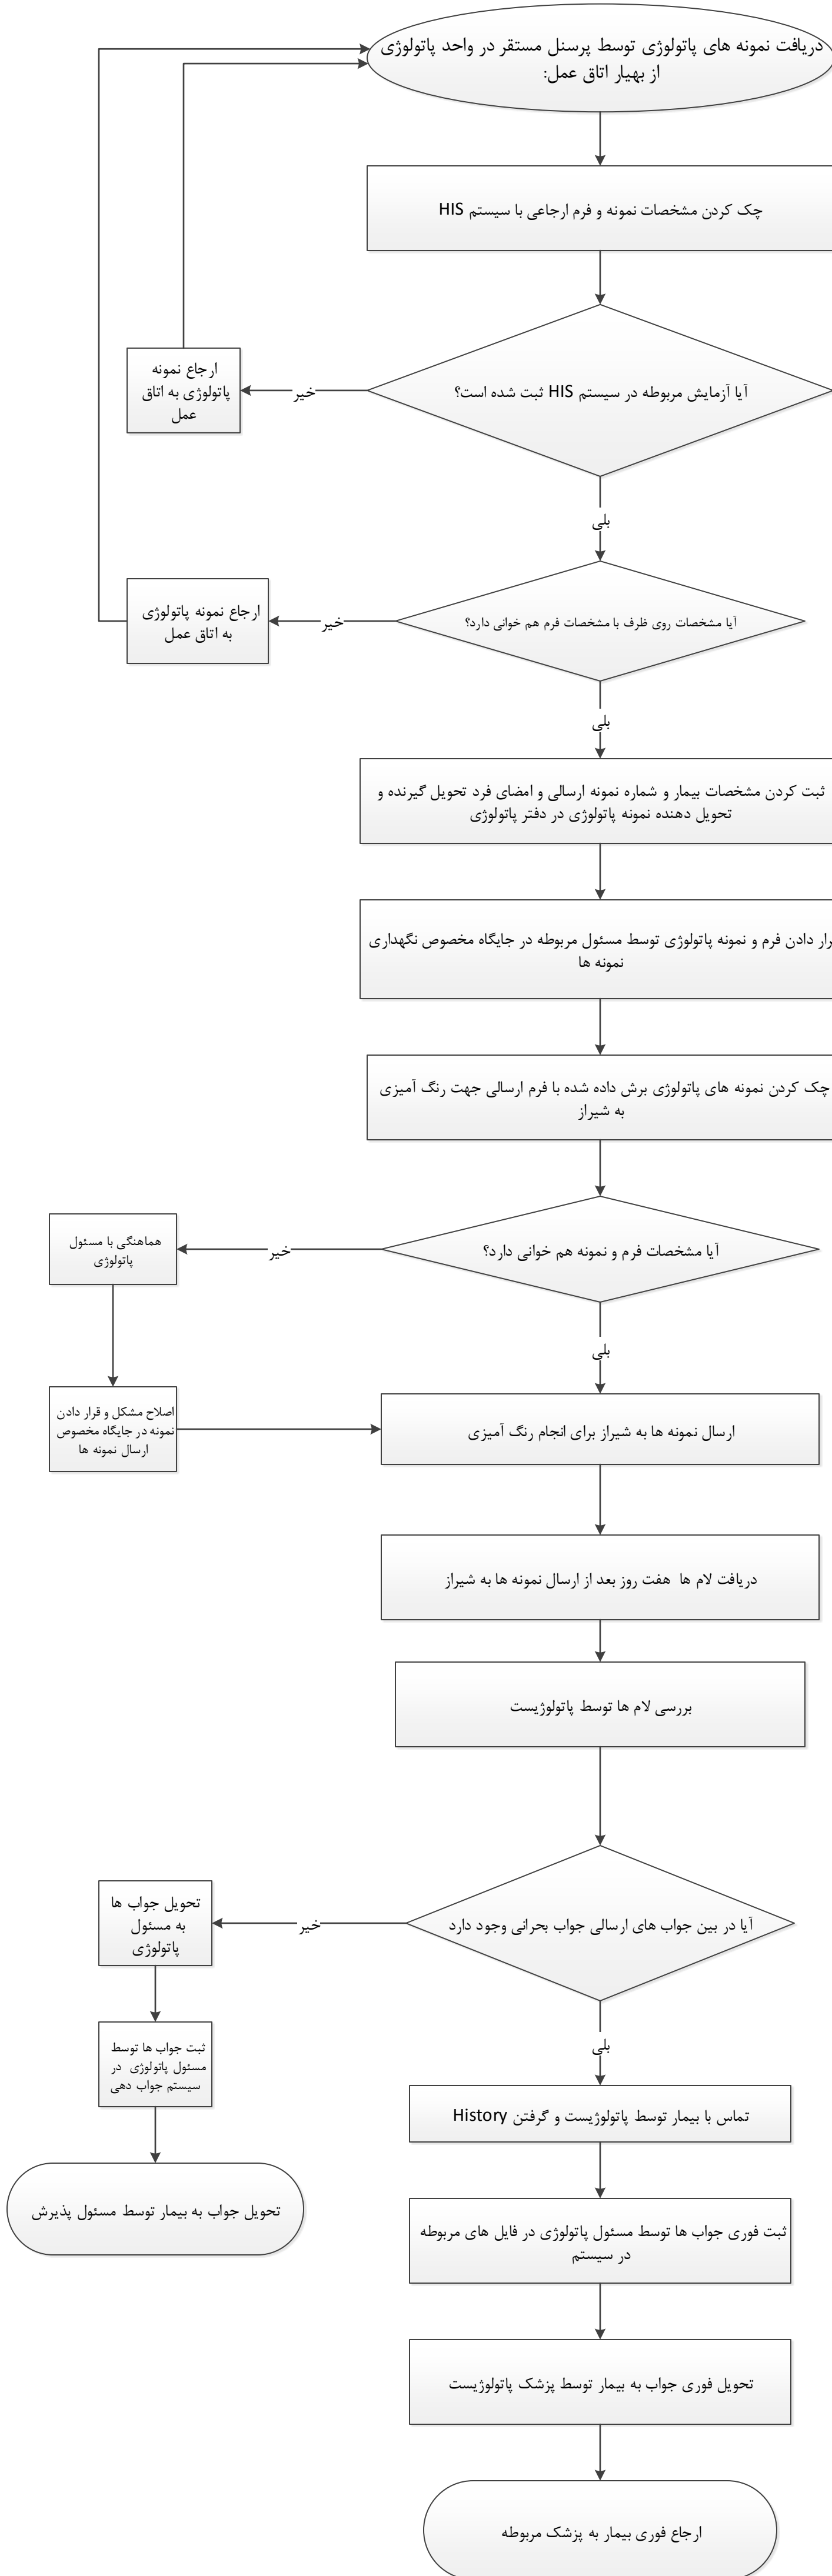 دریافت نمونه های پاتولوژی توسط پرسنل مستقر در واحد پاتولوژی
از بهیار اتاق عمل:
چک کردن مشخصات نمونه و فرم ارجاعی با سیستم HIS
آیا آزمایش مربوطه در سیستم HIS ثبت شده است؟
خیر
ارجاع نمونه
پاتولوژی به اتاق
عمل
بلی
آیا مشخصات روی ظرف با مشخصات فرم هم خوانی دارد؟
خیر
ارجاع نمونه پاتولوژی
به اتاق عمل
بلی
ثبت کردن مشخصات بیمار و شماره نمونه ارسالی و امضای فرد تحویل گیرنده و
تحویل دهنده نمونه پاتولوژی در دفتر پاتولوژی
دادن فرم و نمونه پاتولوژی توسط مسئول مربوطه در جایگاه مخصوص نگهداری
نمونه ها
چک کردن نمونه های پاتولوژی برش داده شده با فرم ارسالی جهت رنگ آمیزی
به شیراز
آیا مشخصات فرم و نمونه هم خوانی دارد؟
خیر
هماهنگی با مسئول
پاتولوژی
بلی
اصلاح مشکل و قرار دادن
نمونه در جایگاه مخصوص
ارسال نمونه ها
ارسال نمونه ها به شیراز برای انجام رنگ آمیزی
دریافت لام ها هفت روز بعد از ارسال نمونه ها به شیراز
بررسی لام ها توسط پاتولوژیست
آیا در بین جواب های ارسالی جواب بحرانی وجود دارد
خیر
تحویل جواب ها
به مسئول
پاتولوژی
ثبت جواب ها توسط
مسئول پاتولوژی در
سیستم جواب دهی
تحویل جواب به بیمار توسط مسئول پذیرش
بلی
تماس با بیمار توسط پاتولوژیست و گرفتن History
ثبت فوری جواب ها توسط مسئول پاتولوژی در فایل های مربوطه
در سیستم
تحویل فوری جواب به بیمار توسط پزشک پاتولوژیست
ارجاع فوری بیمار به پزشک مربوطه